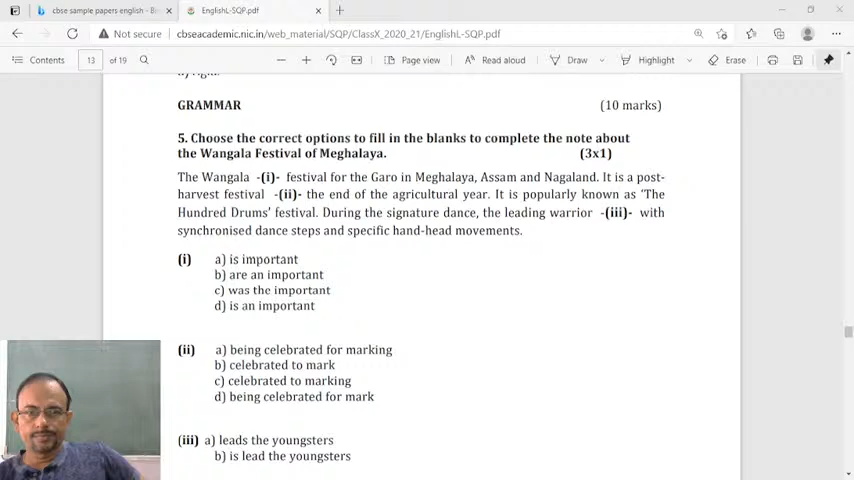 cbse sample papers english - Bi
EnglishL-SQP.pdf
Not secure
cbseacademic.nic.in/web_material/SQP/ClassX_2020_21/EnglishL-SQP.pdf
Contents
13 of 19
Page view
Read aloud
Draw
Highlight
Erase
GRAMMAR (10 marks)
5. Choose the correct options to fill in the blanks to complete the note about
the Wangala Festival of Meghalaya. (3x1)
The Wangala -(i)- festival for the Garo in Meghalaya, Assam and Nagaland. It is a post-
harvest festival -(ii)- the end of the agricultural year. It is popularly known as ‘The
Hundred Drums’ festival. During the signature dance, the leading warrior -(iii)- with
synchronised dance steps and specific hand-head movements.
(i) a) is important
b) are an important
c) was the important
d) is an important
(ii) a) being celebrated for marking
b) celebrated to mark
c) celebrated to marking
d) being celebrated for mark
(iii) a) leads the youngsters
b) is lead the youngsters